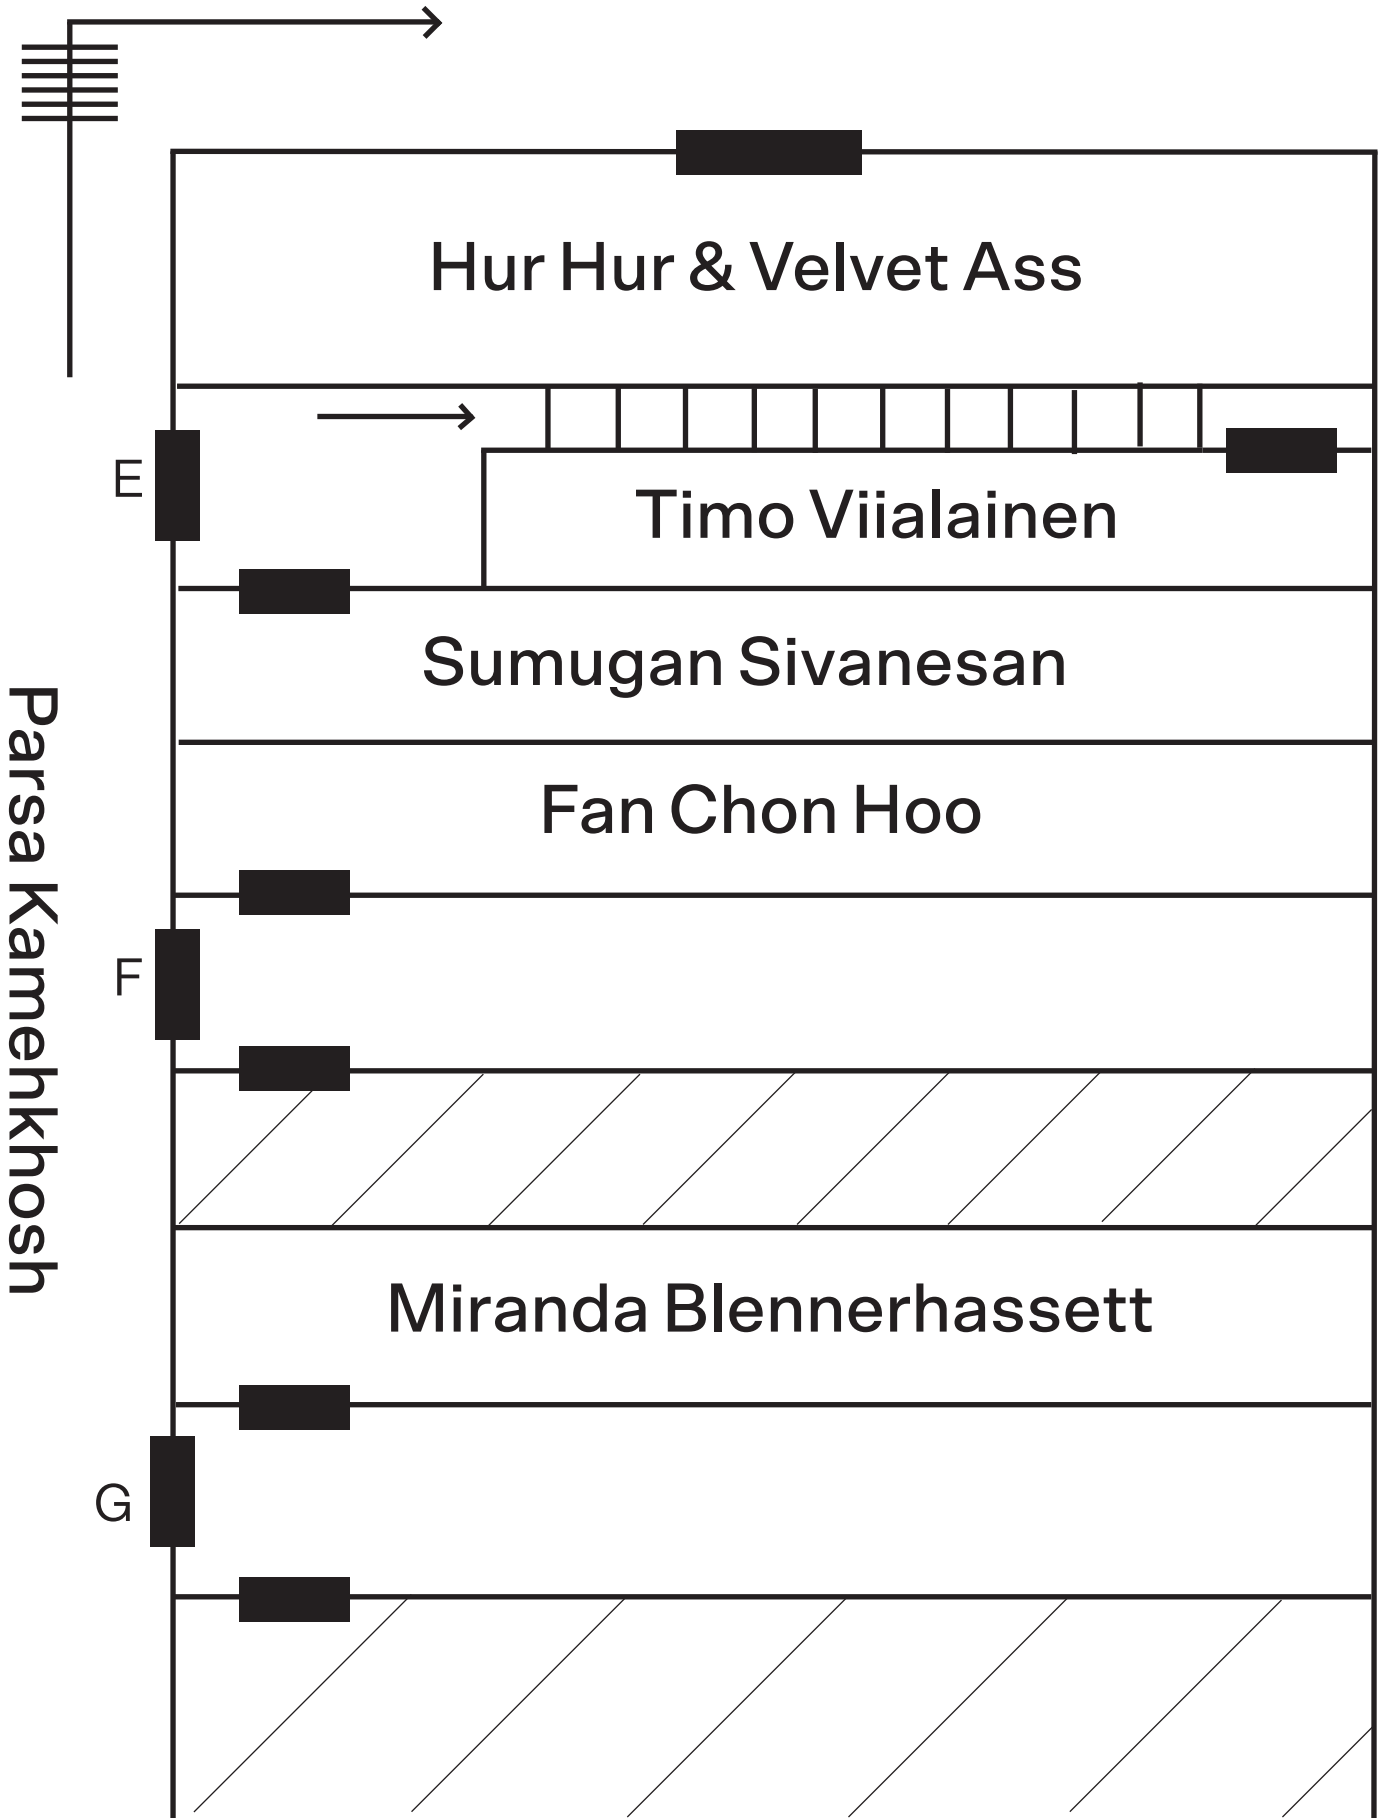 Hur Hur & Velvet Ass
E
Timo Viialainen
Sumugan Sivanesan
Parsa Kamehkhosh
Fan Chon Hoo
F
Miranda Blennerhassett
G